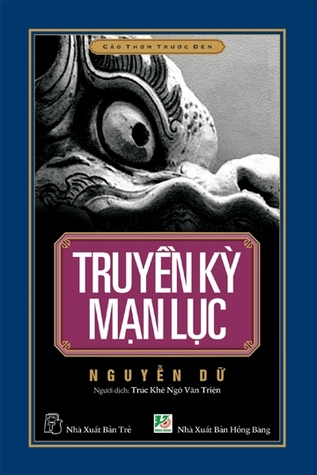 CẢO THƠM TRƯỚC ĐÈN
TRUYỀN KỲ
MẠN LỤC
NGUYỄN DỮ
Người dịch: Trúc Khê Ngô Văn Triện
Nhà Xuất Bản Trẻ
Nhà Xuất Bản Hồng Bàng